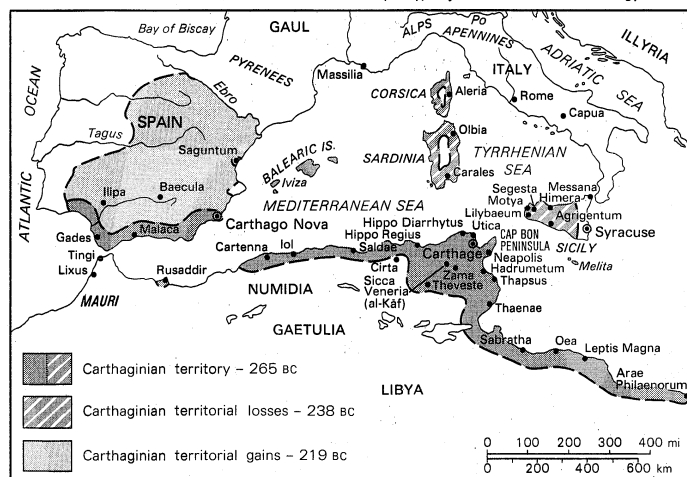 Bay of Biscay
GAUL
ALPS
Po
APENNINES
ILLYRIA
ADRIATIC SEA
OCEAN
PYRENEES
Massilia
ITALY
CORSICA
Aleria
Rome
Ebro
Capua
SPAIN
Olbia
Tagus
TYRRHENIAN
SEA
Saguntum
BALEARIC IS.
SARDINIA
Iviza
Carales
ATLANTIC
Ilipa
Baecula
MEDITERRANEAN SEA
Segesta
Messana
Motya
Himera
Lilybaeum
Agrigentum
Carthago Nova
Hippo Diarrhytus
Utica
Syracuse
Gades
Malaca
Hippo Regius
CAP BON
PENINSULA
SICILY
Cartenna
Iol
Saldae
Carthage
Neapolis
Melita
Tingi
Lixus
Rusaddir
Cirta
Zama
Hadrumetum
MAURI
NUMIDIA
Sicca
Veneria
(al-Kāf)
Theveste
Thapsus
GAETULIA
Thaenae
Sabratha
Oea
Leptis Magna
Carthaginian territory – 265 BC
Arae
Philaenorum
LIBYA
Carthaginian territorial losses – 238 BC
Carthaginian territorial gains – 219 BC
0 100 200 300 400 mi
0 200 400 600 km